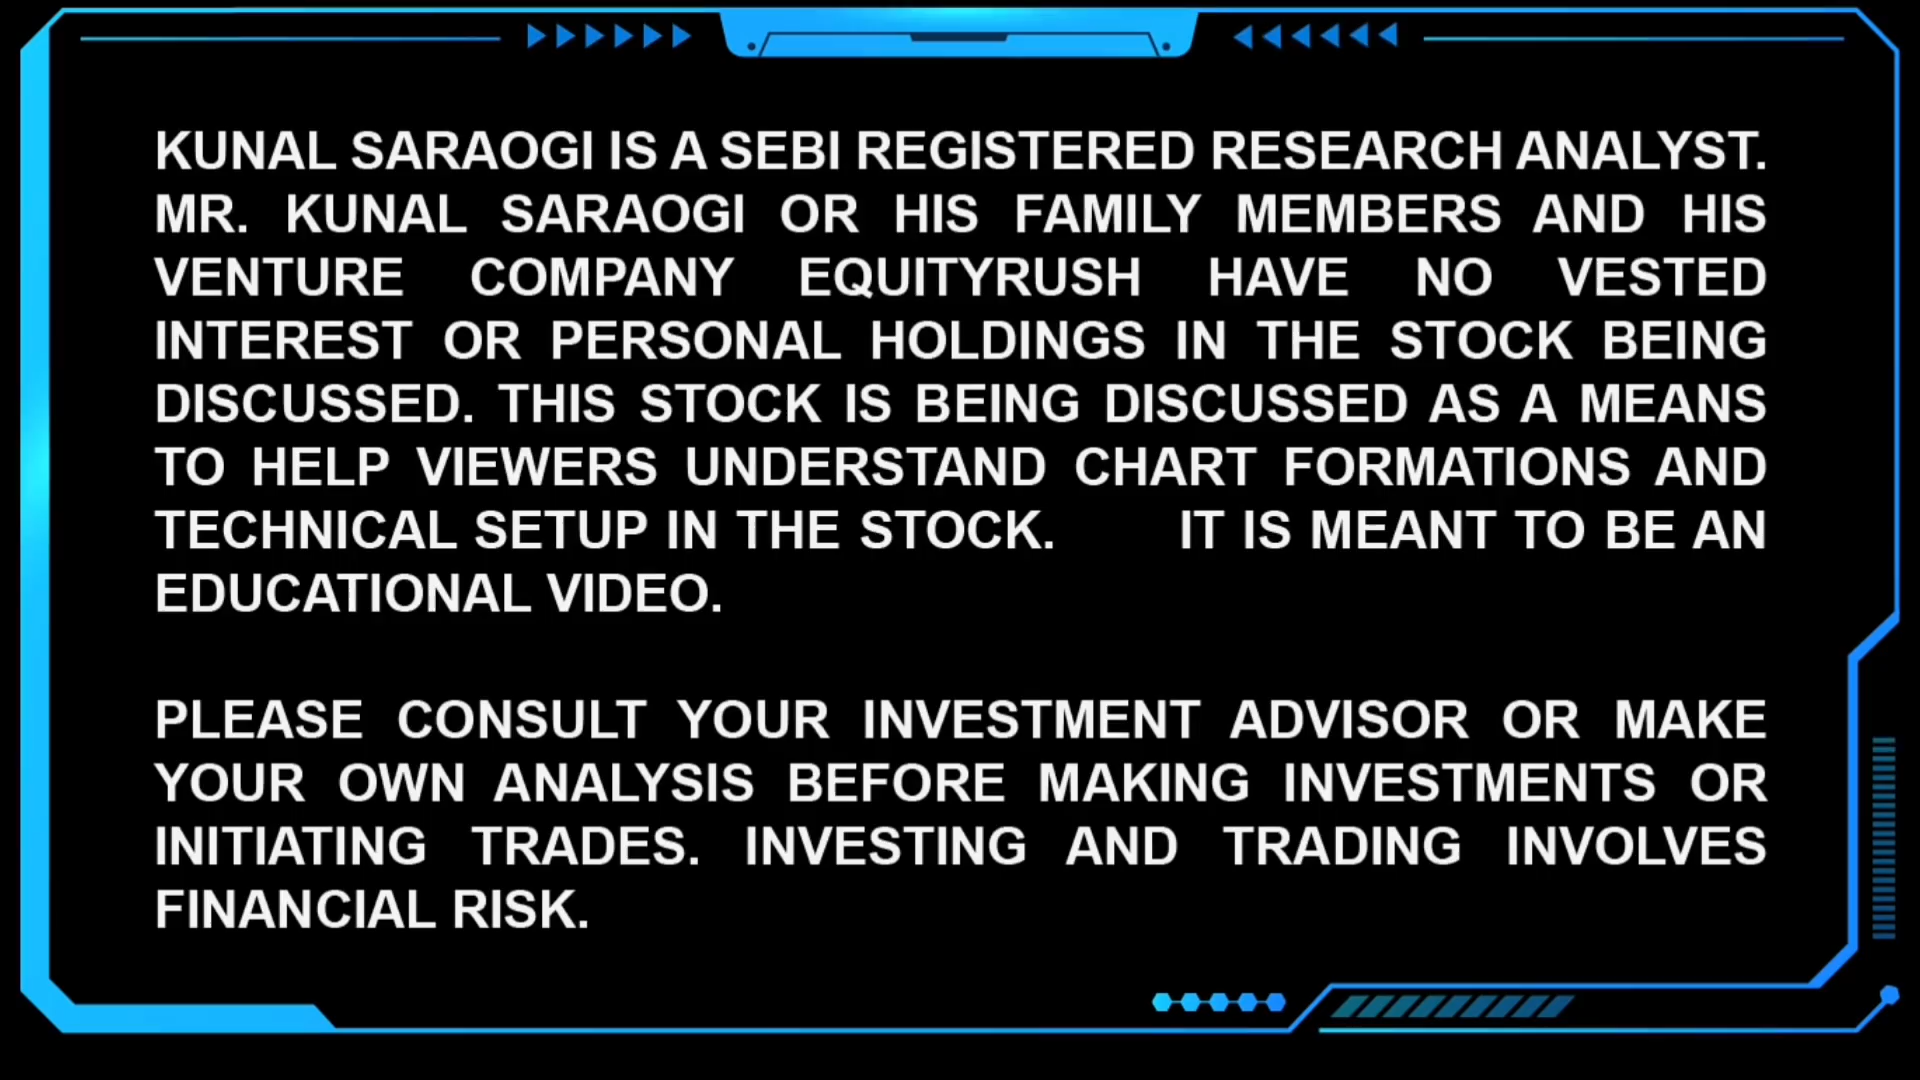 KUNAL SARAOGI IS A SEBI REGISTERED RESEARCH ANALYST.
MR. KUNAL SARAOGI OR HIS FAMILY MEMBERS AND HIS
VENTURE COMPANY EQUITYRUSH HAVE NO VESTED
INTEREST OR PERSONAL HOLDINGS IN THE STOCK BEING
DISCUSSED. THIS STOCK IS BEING DISCUSSED AS A MEANS
TO HELP VIEWERS UNDERSTAND CHART FORMATIONS AND
TECHNICAL SETUP IN THE STOCK. IT IS MEANT TO BE AN
EDUCATIONAL VIDEO.
PLEASE CONSULT YOUR INVESTMENT ADVISOR OR MAKE
YOUR OWN ANALYSIS BEFORE MAKING INVESTMENTS OR
INITIATING TRADES. INVESTING AND TRADING INVOLVES
FINANCIAL RISK.